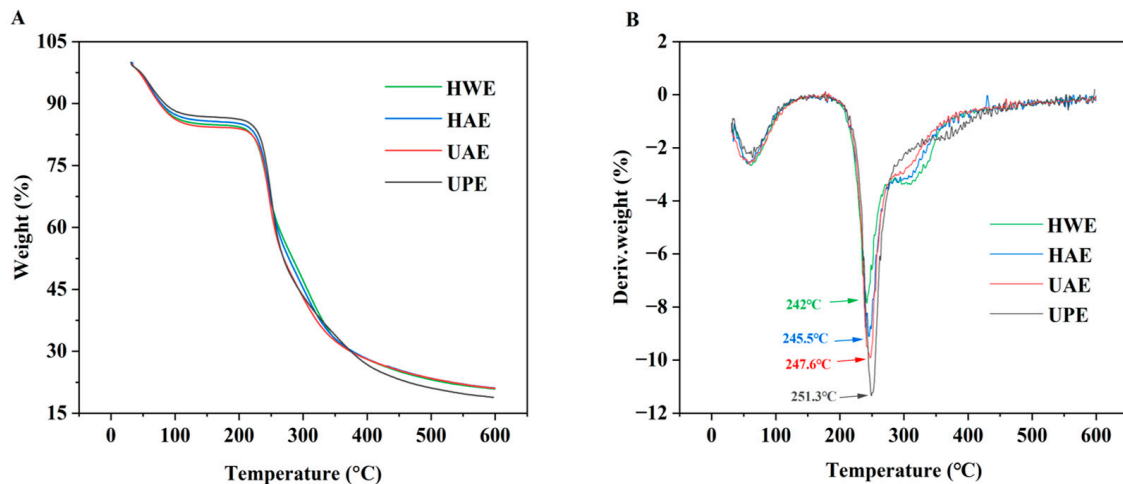 A
105
90
75
60
45
30
15
Weight (%)
0
100
200
300
400
500
600
Temperature (°C)
HWE
HAE
UAE
UPE
B
2
0
−2
−4
−6
−8
−10
−12
Deriv.weight (%)
0
100
200
300
400
500
600
Temperature (℃)
HWE
HAE
UAE
UPE
242℃
245.5℃
247.6℃
251.3℃